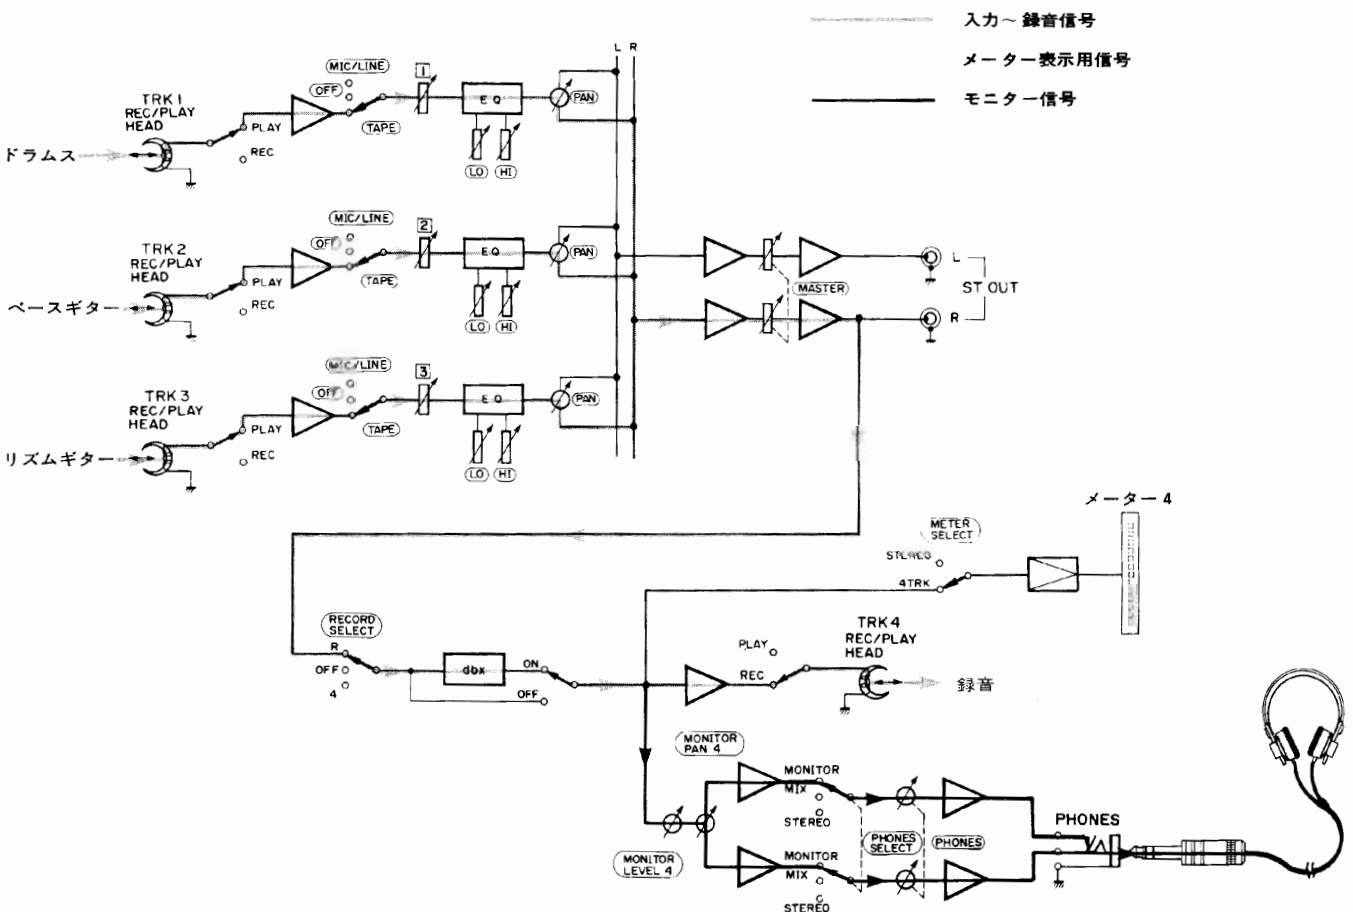 入力～録音信号
メーター表示用信号
モニター信号
L R
TRK 1
REC/PLAY
HEAD
ドラムス
PLAY
REC
MIC/LINE
OFF
TAPE
1
EQ
LO
HI
PAN
TRK 2
REC/PLAY
HEAD
ベースギター
PLAY
REC
MIC/LINE
OFF
TAPE
2
EQ
LO
HI
PAN
MASTER
L
R
ST OUT
TRK 3
REC/PLAY
HEAD
リズムギター
PLAY
REC
MIC/LINE
OFF
TAPE
3
EQ
LO
HI
PAN
メーター 4
METER
SELECT
STEREO
4TRK
RECORD
SELECT
R
OFF
4
dbx
ON
OFF
PLAY
REC
TRK 4
REC/PLAY
HEAD
録音
MONITOR
PAN 4
MONITOR
MIX
STEREO
MONITOR
LEVEL 4
MONITOR
MIX
STEREO
PHONES
SELECT
PHONES
PHONES